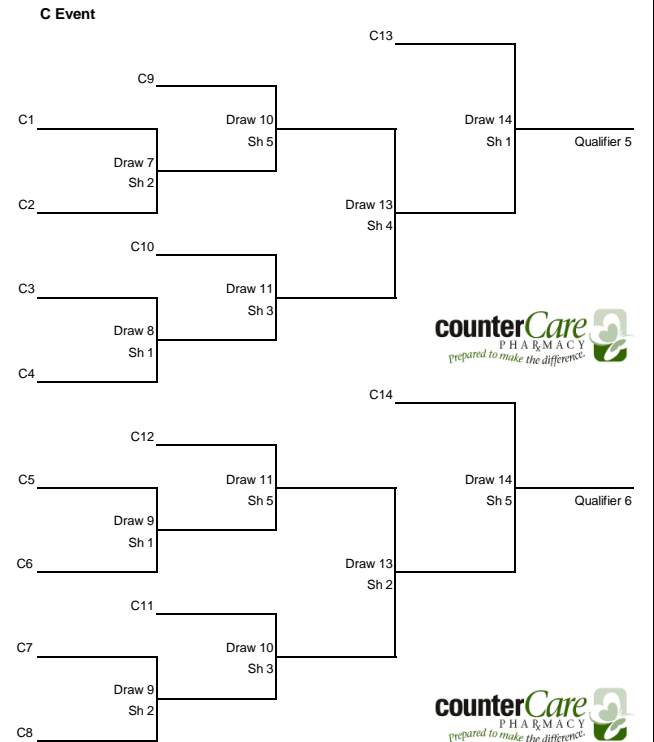 C Event
C13
C9
C1
Draw 10
Draw 14
Sh 5
Sh 1
Qualifier 5
Draw 7
Sh 2
C2
Draw 13
Sh 4
C10
C3
Draw 11
Sh 3
Draw 8
Sh 1
C4
counterCare
PHARMACY
Prepared to make the difference.
C14
C12
C5
Draw 11
Draw 14
Sh 5
Sh 5
Qualifier 6
Draw 9
Sh 1
C6
Draw 13
Sh 2
C11
C7
Draw 10
Sh 3
Draw 9
Sh 2
C8
counterCare
PHARMACY
Prepared to make the difference.